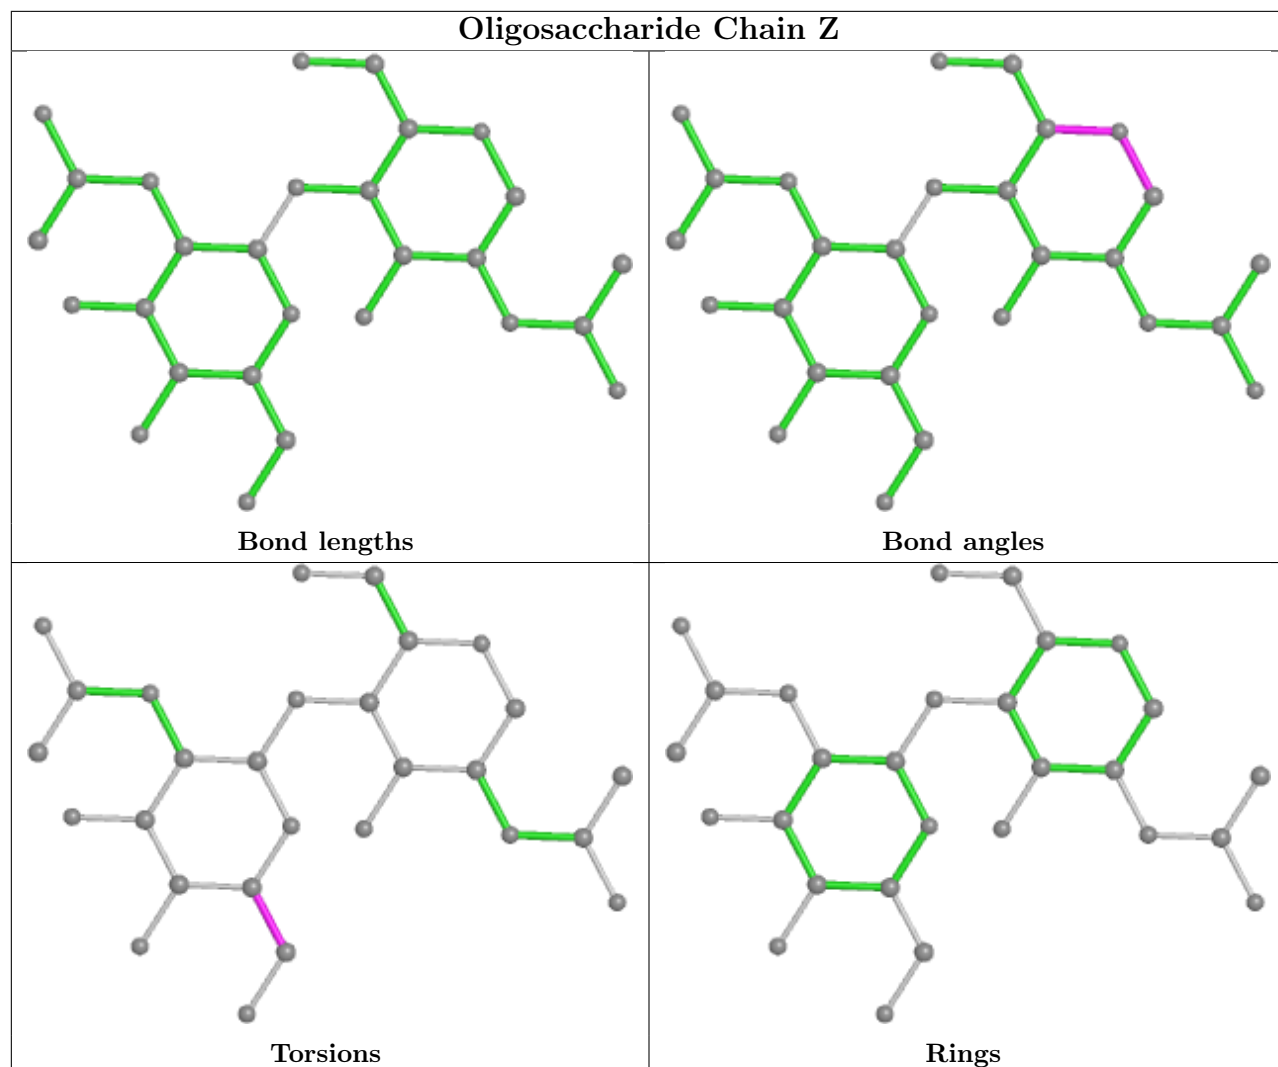 Oligosaccharide Chain Z
Bond lengths
Bond angles
Torsions
Rings